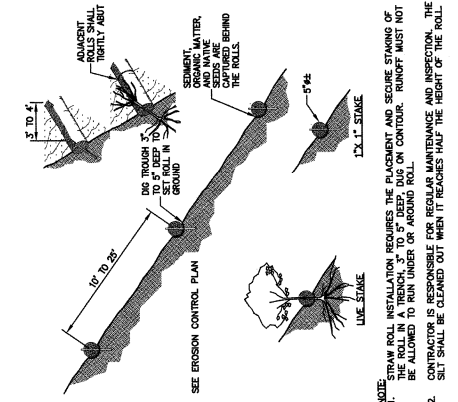 3' TO 4'
ADJACENT
ROLLS SHALL
TIGHTLY ABUT
SEDIMENT,
ORGANIC MATTER,
AND NATIVE
SEEDS ARE
CAPTURED BEHIND
THE ROLLS.
DIG TROUGH 3"
TO 5" DEEP TO
SET ROLL IN
GROUND
10' TO 25'
SEE EROSION CONTROL PLAN
5"±
LIVE STAKE
1"X 1" STAKE
NOTE:
1. STRAW ROLL INSTALLATION REQUIRES THE PLACEMENT AND SECURE STAKING OF
THE ROLL IN A TRENCH, 3" TO 5" DEEP, DUG ON CONTOUR. RUNOFF MUST NOT
BE ALLOWED TO RUN UNDER OR AROUND ROLL.
2. CONTRACTOR IS RESPONSIBLE FOR REGULAR MAINTENANCE AND INSPECTION. THE
SILT SHALL BE CLEANED OUT WHEN IT REACHES HALF THE HEIGHT OF THE ROLL.